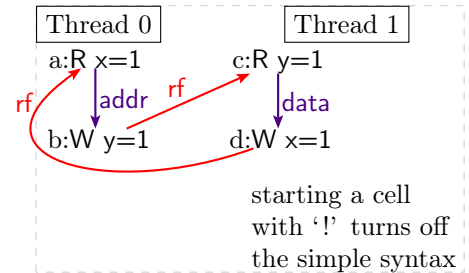 Thread 0 Thread 1
a:R x=1 c:R y=1
rf addr rf data
b:W y=1 d:W x=1
starting a cell
with ‘!’ turns off
the simple syntax